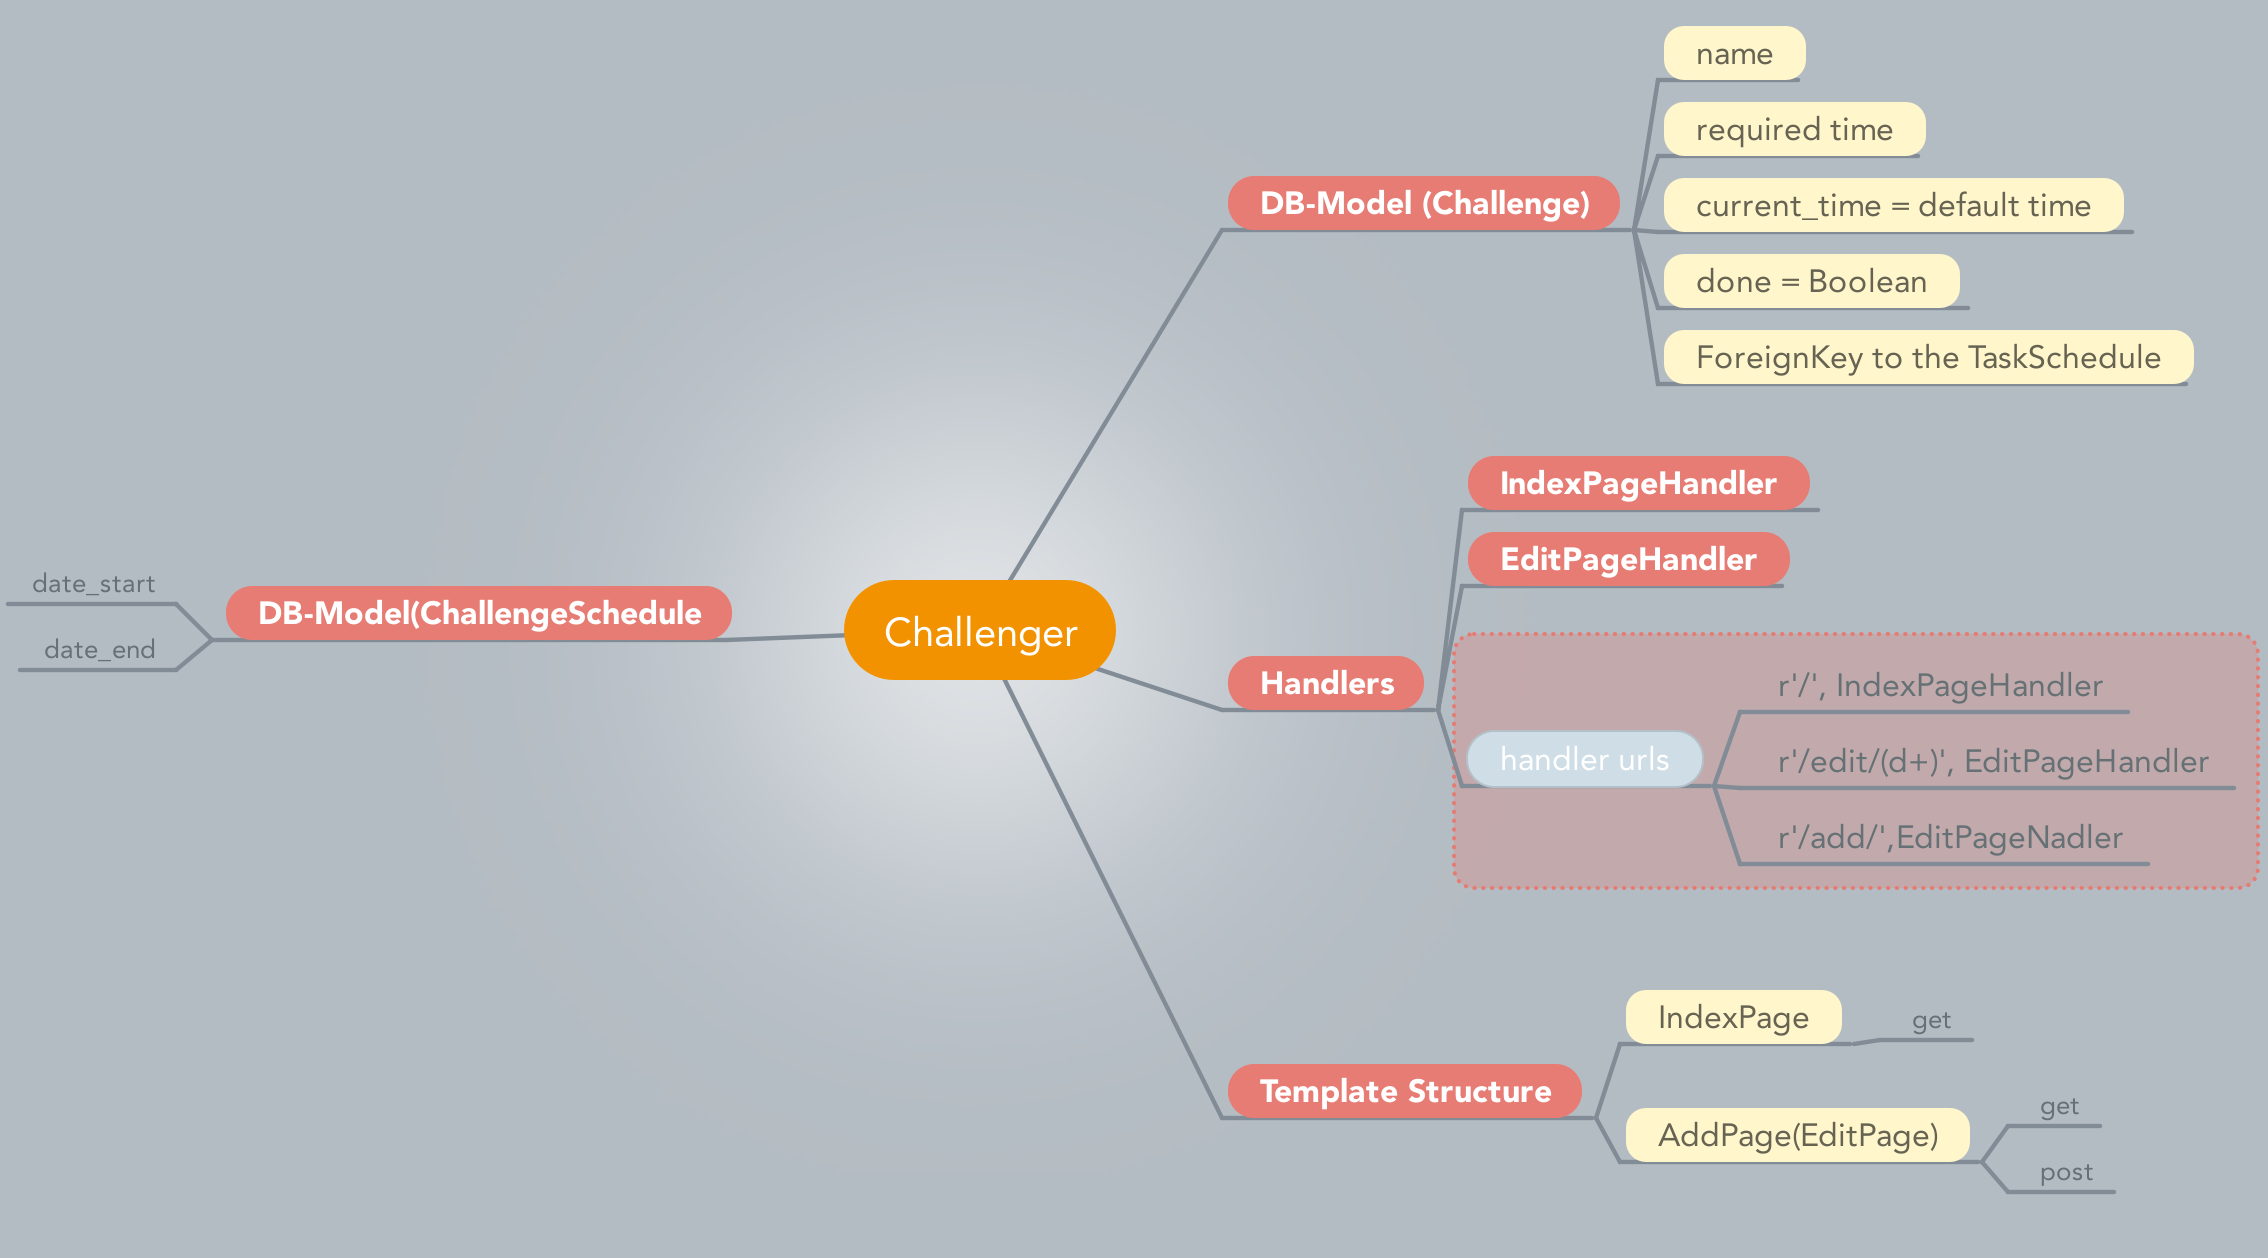 Challenger
DB-Model (Challenge)
name
required time
current_time = default time
done = Boolean
ForeignKey to the TaskSchedule
Handlers
IndexPageHandler
EditPageHandler
handler urls
r'/', IndexPageHandler
r'/edit/(d+)', EditPageHandler
r'/add/',EditPageNadler
Template Structure
IndexPage
get
AddPage(EditPage)
get
post
DB-Model(ChallengeSchedule
date_start
date_end